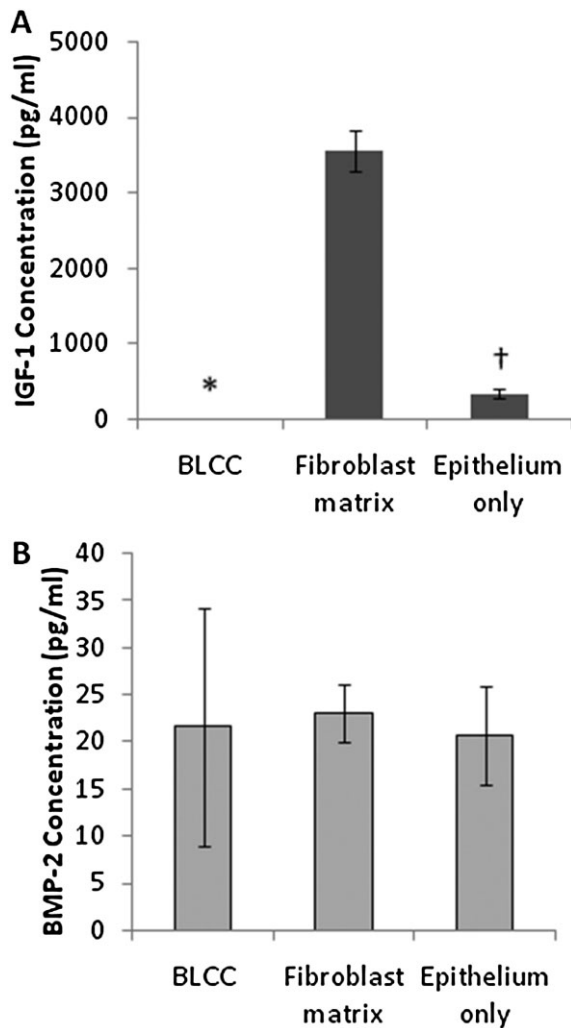 A
IGF-1 Concentration (pg/ml)
5000
4000
3000
2000
1000
0
*
†
BLCC
Fibroblast
matrix
Epithelium
only
B
BMP-2 Concentration (pg/ml)
40
35
30
25
20
15
10
5
0
BLCC
Fibroblast
matrix
Epithelium
only